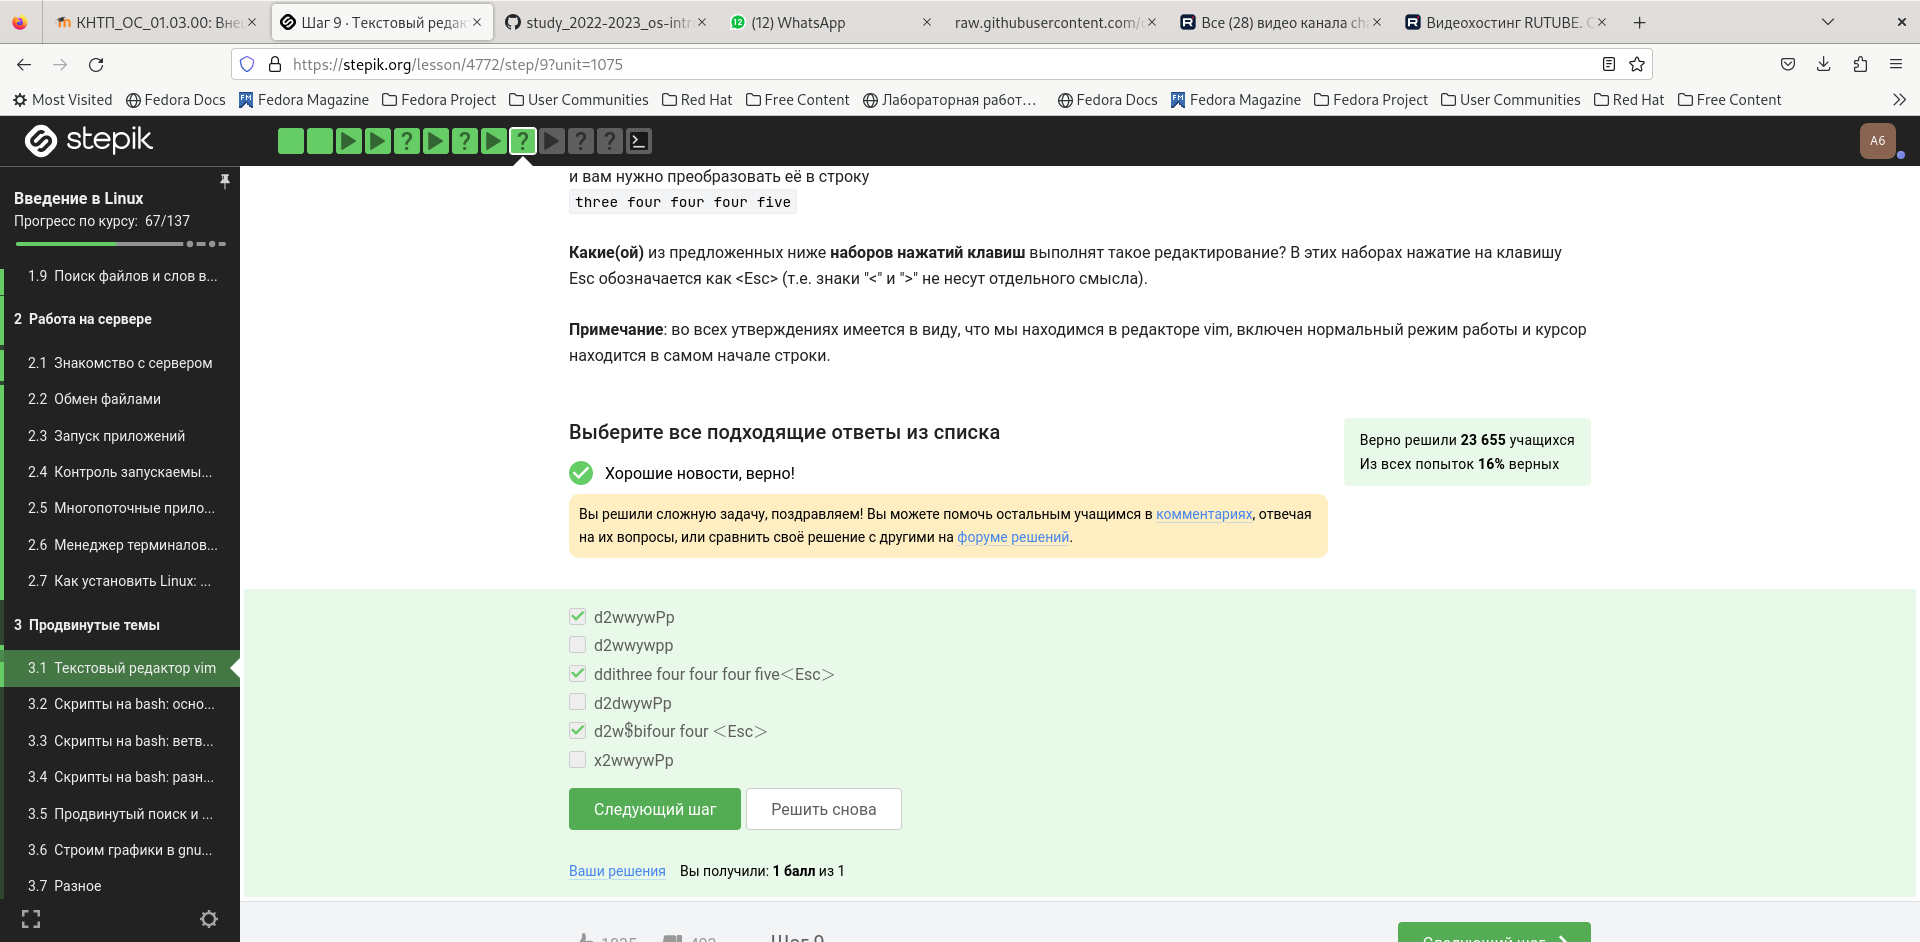 КНТП_ОС_01.03.00: Вне
Шаг 9 · Текстовый редак
study_2022-2023_os-intr
(12) WhatsApp
raw.githubusercontent.com/
Все (28) видео канала
Видеохостинг RUTUBE.
https://stepik.org/lesson/4772/step/9?unit=1075
Most Visited
Fedora Docs
Fedora Magazine
Fedora Project
User Communities
Red Hat
Free Content
Лабораторная работ…
Fedora Docs
Fedora Magazine
Fedora Project
User Communities
Red Hat
Free Content
stepik
A6
Введение в Linux
Прогресс по курсу: 67/137
1.9 Поиск файлов и слов в...
2 Работа на сервере
2.1 Знакомство с сервером
2.2 Обмен файлами
2.3 Запуск приложений
2.4 Контроль запускаемы...
2.5 Многопоточные прило...
2.6 Менеджер терминалов...
2.7 Как установить Linux: ...
3 Продвинутые темы
3.1 Текстовый редактор vim
3.2 Скрипты на bash: осно...
3.3 Скрипты на bash: ветв...
3.4 Скрипты на bash: разн...
3.5 Продвинутый поиск и ...
3.6 Строим графики в gnu...
3.7 Разное
и вам нужно преобразовать её в строку
three four four four five
Какие(ой) из предложенных ниже наборов нажатий клавиш выполнят такое редактирование? В этих наборах нажатие на клавишу
Esc обозначается как <Esc> (т.е. знаки "<" и ">" не несут отдельного смысла).
Примечание: во всех утверждениях имеется в виду, что мы находимся в редакторе vim, включен нормальный режим работы и курсор
находится в самом начале строки.
Выберите все подходящие ответы из списка
Верно решили 23 655 учащихся
Из всех попыток 16% верных
Хорошие новости, верно!
Вы решили сложную задачу, поздравляем! Вы можете помочь остальным учащимся в комментариях, отвечая
на их вопросы, или сравнить своё решение с другими на форуме решений.
d2wwywPp
d2wwywpp
ddithree four four four five<Esc>
d2dwywPp
d2w$bifour four <Esc>
x2wwywPp
Следующий шаг
Решить снова
Ваши решения Вы получили: 1 балл из 1
Шаг 9
Следующий шаг